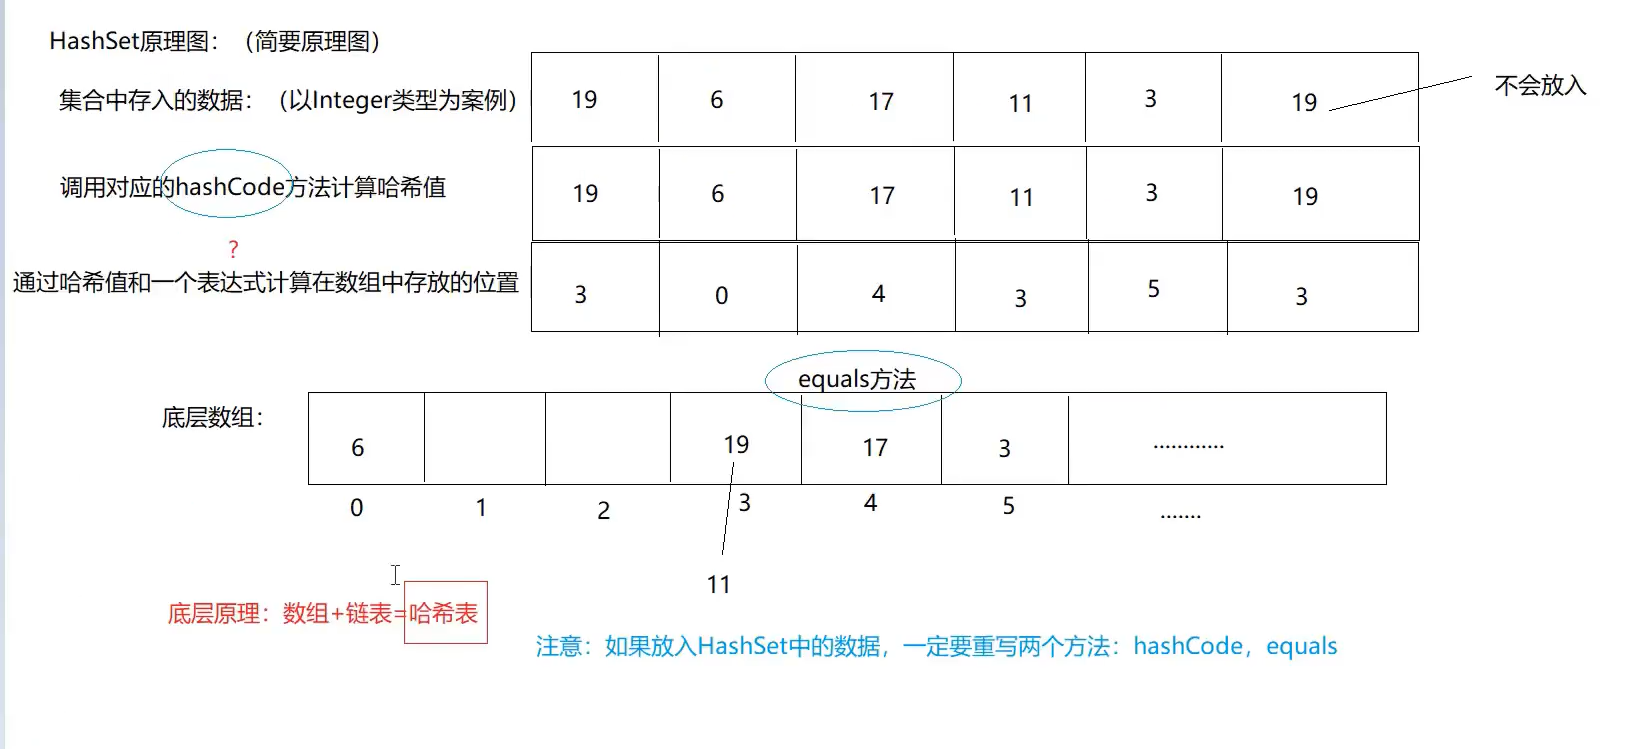 HashSet原理图：（简要原理图）
集合中存入的数据：（以Integer类型为案例） 19 6 17 11 3 19 不会放入
调用对应的hashCode方法计算哈希值 19 6 17 11 3 19
?
通过哈希值和一个表达式计算在数组中存放的位置 3 0 4 3 5 3
equals方法
底层数组： 6 19 17 3 ............
0 1 2 3 4 5 .......
11
底层原理：数组+链表=哈希表
注意：如果放入HashSet中的数据，一定要重写两个方法：hashCode，equals